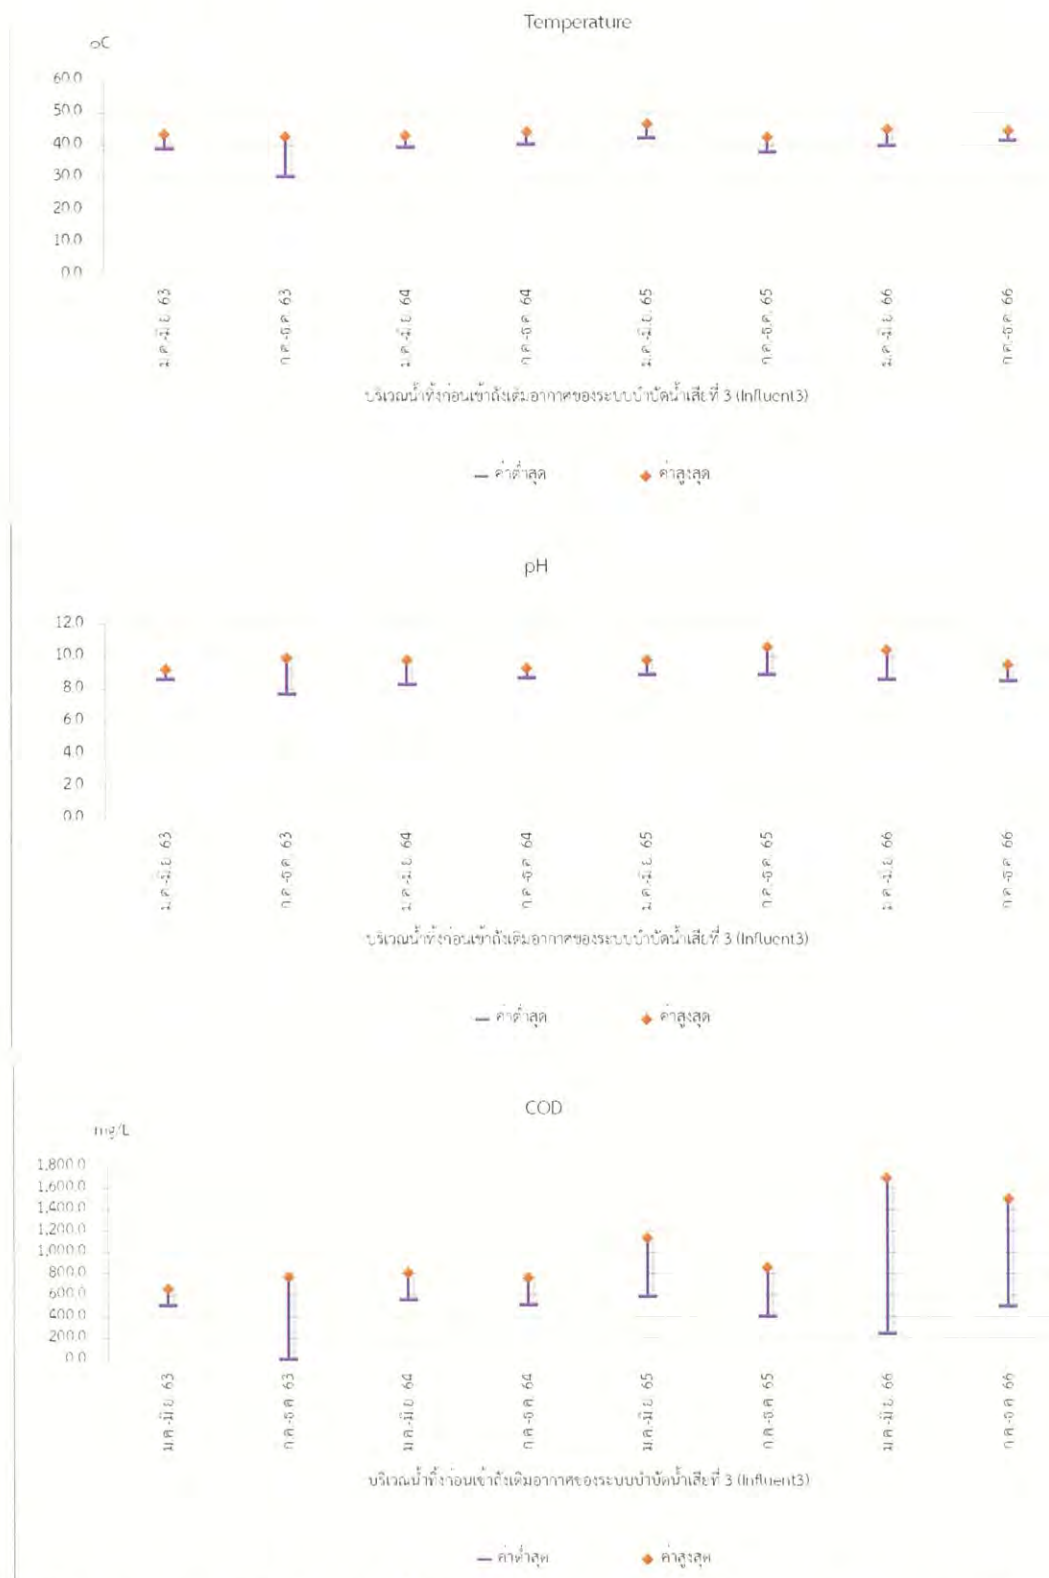 Temperature
oC
60.0
50.0
40.0
30.0
20.0
10.0
0.0
ม.ค.-มิ.ย. 63
ก.ค.-ธ.ค. 63
ม.ค.-มิ.ย. 64
ก.ค.-ธ.ค. 64
ม.ค.-มิ.ย. 65
ก.ค.-ธ.ค. 65
ม.ค.-มิ.ย. 66
ก.ค.-ธ.ค. 66
บริเวณน้ำทิ้งก่อนเข้าถังเติมอากาศของระบบบำบัดน้ำเสียที่ 3 (Influent3)
ค่าต่ำสุด ค่าสูงสุด
pH
12.0
10.0
8.0
6.0
4.0
2.0
0.0
ม.ค.-มิ.ย. 63
ก.ค.-ธ.ค. 63
ม.ค.-มิ.ย. 64
ก.ค.-ธ.ค. 64
ม.ค.-มิ.ย. 65
ก.ค.-ธ.ค. 65
ม.ค.-มิ.ย. 66
ก.ค.-ธ.ค. 66
บริเวณน้ำทิ้งก่อนเข้าถังเติมอากาศของระบบบำบัดน้ำเสียที่ 3 (Influent3)
ค่าต่ำสุด ค่าสูงสุด
COD
mg/L
1,800.0
1,600.0
1,400.0
1,200.0
1,000.0
800.0
600.0
400.0
200.0
0.0
ม.ค.-มิ.ย. 63
ก.ค.-ธ.ค. 63
ม.ค.-มิ.ย. 64
ก.ค.-ธ.ค. 64
ม.ค.-มิ.ย. 65
ก.ค.-ธ.ค. 65
ม.ค.-มิ.ย. 66
ก.ค.-ธ.ค. 66
บริเวณน้ำทิ้งก่อนเข้าถังเติมอากาศของระบบบำบัดน้ำเสียที่ 3 (Influent3)
ค่าต่ำสุด ค่าสูงสุด